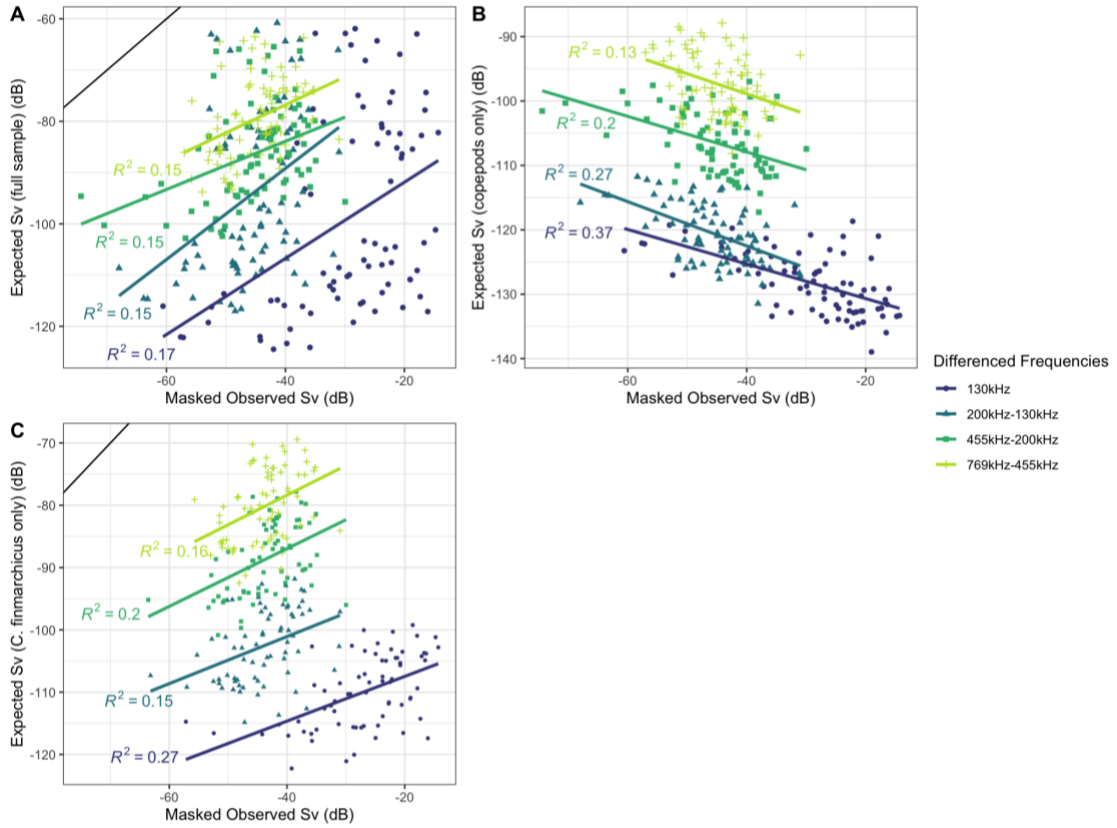 A
Expected Sv (full sample) (dB)
-60
-80
-100
-120
R² = 0.15
R² = 0.15
R² = 0.15
R² = 0.17
-60 -40 -20
Masked Observed Sv (dB)
B
Expected Sv (copepods only) (dB)
-90
-100
-110
-120
-130
-140
R² = 0.13
R² = 0.2
R² = 0.27
R² = 0.37
-60 -40 -20
Masked Observed Sv (dB)
Differenced Frequencies
130kHz
200kHz-130kHz
455kHz-200kHz
769kHz-455kHz
C
Expected Sv (C. finmarchicus only) (dB)
-70
-80
-90
-100
-110
-120
R² = 0.16
R² = 0.2
R² = 0.15
R² = 0.27
-60 -40 -20
Masked Observed Sv (dB)